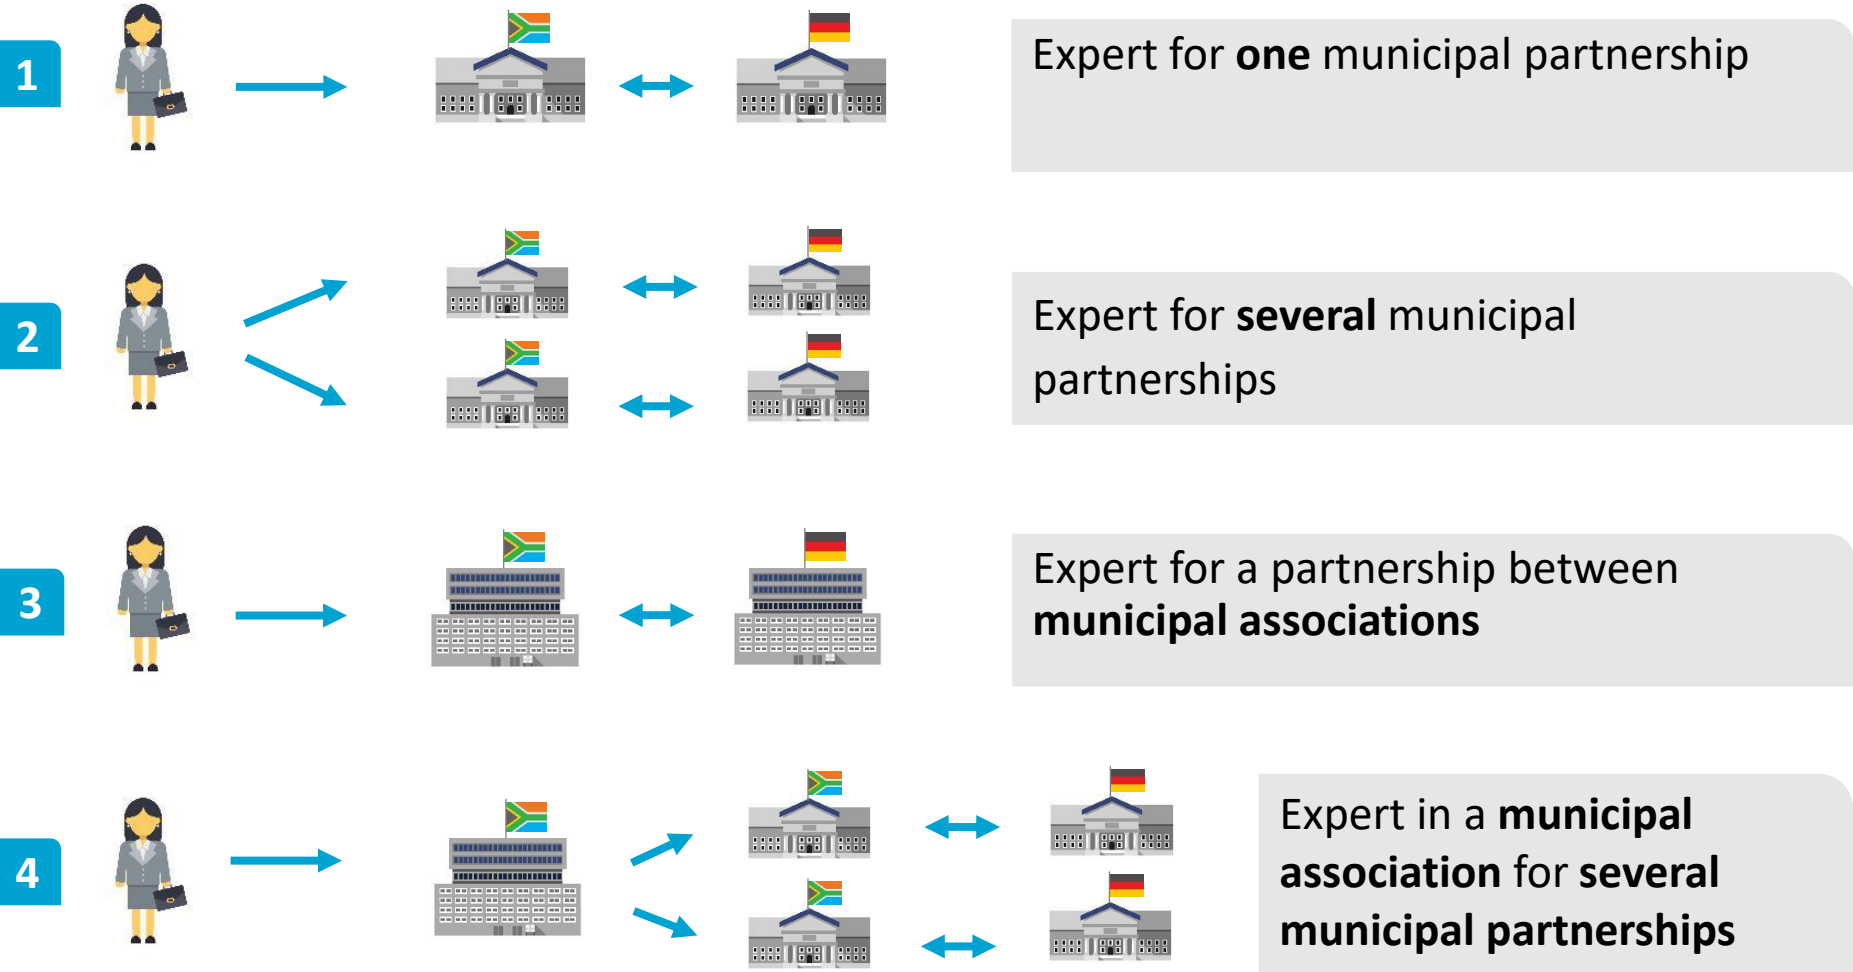 1
Expert for one municipal partnership
2
Expert for several municipal
partnerships
3
Expert for a partnership between
municipal associations
4
Expert in a municipal
association for several
municipal partnerships